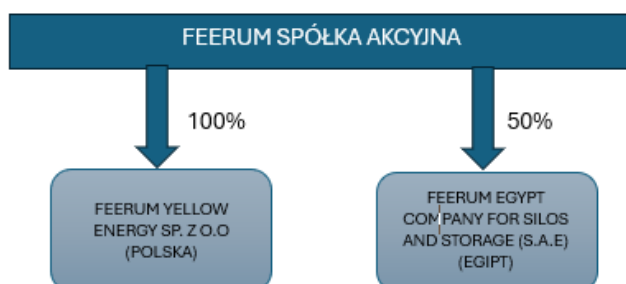 FEERUM SPÓŁKA AKCYJNA
100%
50%
FEERUM YELLOW
ENERGY SP. Z O.O
(POLSKA)
FEERUM EGYPT
COMPANY FOR SILOS
AND STORAGE (S.A.E)
(EGIPT)